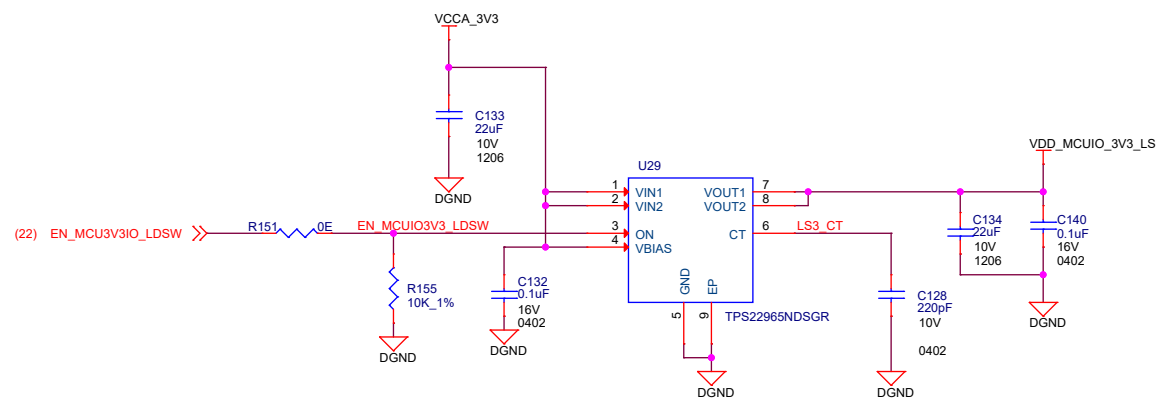 VCCA_3V3
C133
22uF
10V
1206
DGND
VDD_MCUIO_3V3_LS
U29
1 VIN1 VOUT1 7
2 VIN2 VOUT2 8
(22) EN_MCU3V3IO_LDSW R151 0E EN_MCUIO3V3_LDSW 3 ON CT 6 LS3_CT
4 VBIAS
C134
22uF
10V
1206
C140
0.1uF
16V
0402
R155
10K_1%
C132
0.1uF
16V
0402
GND EP
5 9
TPS22965NDSGR
C128
220pF
10V
0402
DGND
DGND
DGND
DGND
DGND